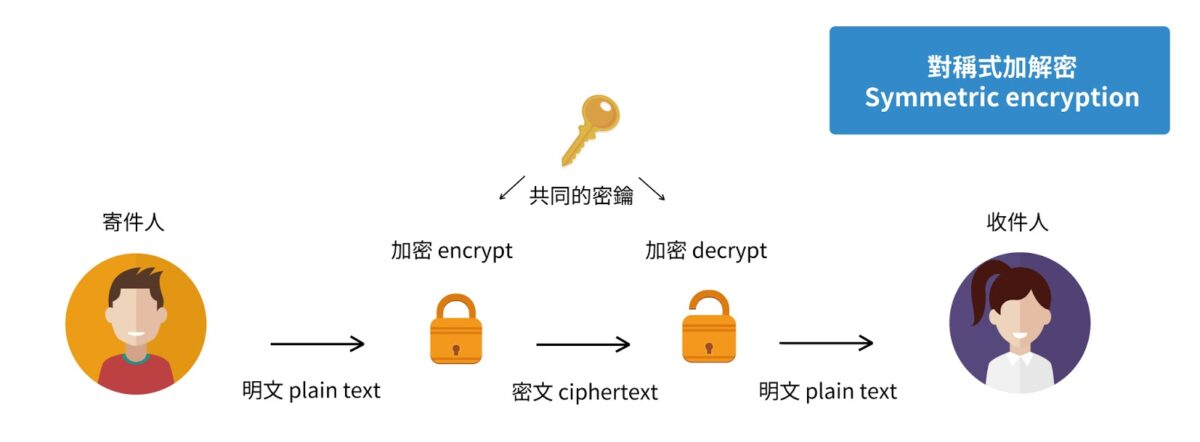 對稱式加解密
Symmetric encryption
共同的密鑰
寄件人
收件人
加密 encrypt
加密 decrypt
明文 plain text
密文 ciphertext
明文 plain text